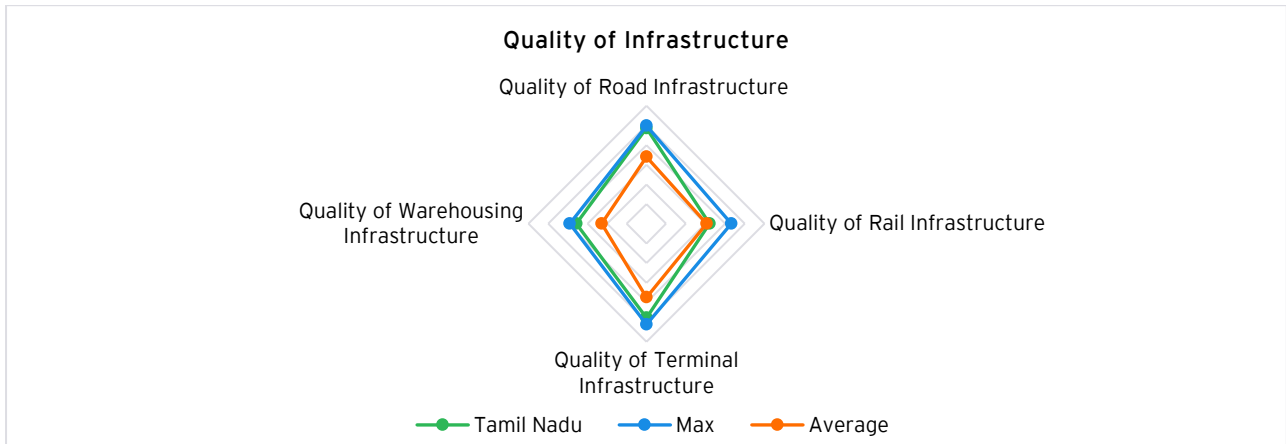 Quality of Infrastructure
Quality of Road Infrastructure
Quality of Warehousing
Infrastructure
Quality of Rail Infrastructure
Quality of Terminal
Infrastructure
Tamil Nadu Max Average